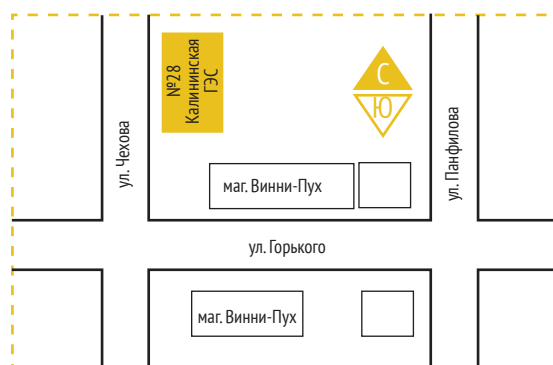 №28
Калининская
ГЭС
С
Ю
ул. Чехова
ул. Панфилова
маг. Винни-Пух
ул. Горького
маг. Винни-Пух